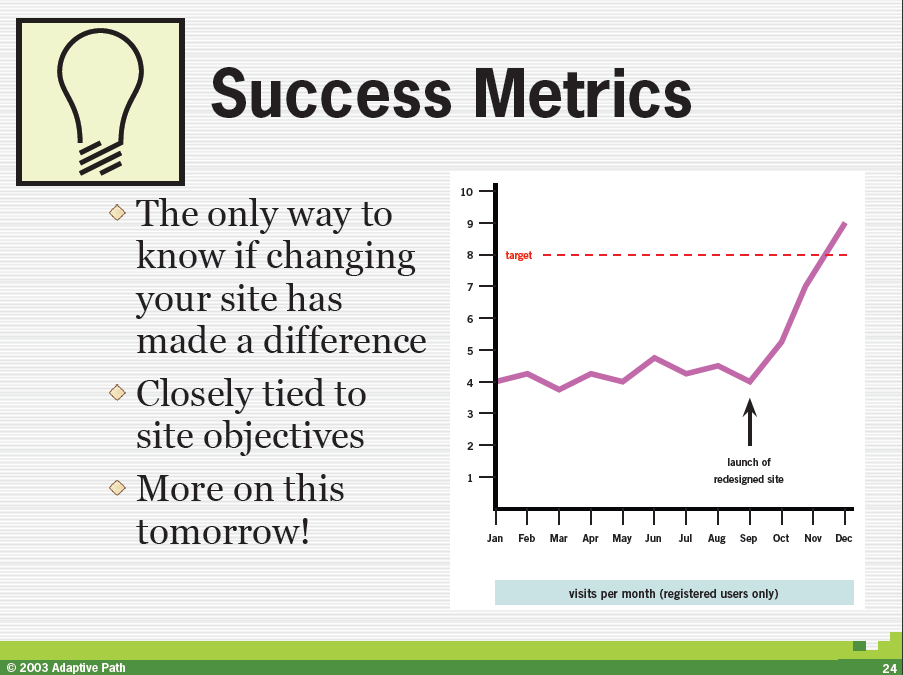 Success Metrics
The only way to
know if changing
your site has
made a difference
Closely tied to
site objectives
More on this
tomorrow!
10
9
8
7
6
5
4
3
2
1
target
launch of
redesigned site
Jan Feb Mar Apr May Jun Jul Aug Sep Oct Nov Dec
visits per month (registered users only)
© 2003 Adaptive Path
24